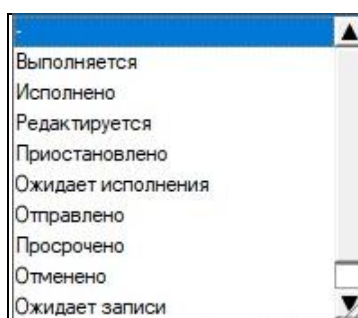 -
Выполняется
Исполнено
Редактируется
Приостановлено
Ожидает исполнения
Отправлено
Просрочено
Отменено
Ожидает записи